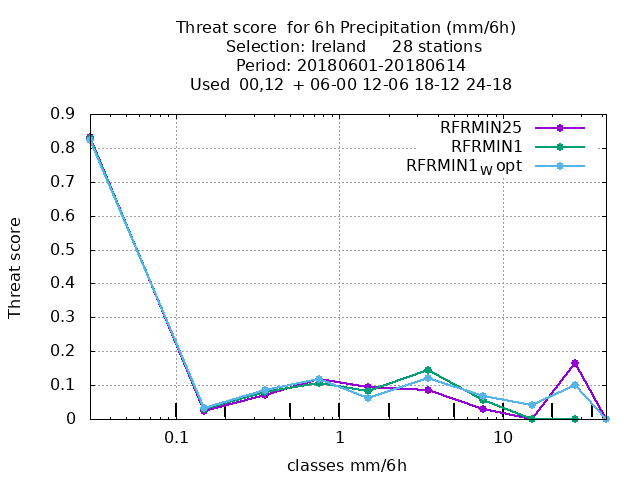 Threat score  for 6h Precipitation (mm/6h)
Selection: Ireland     28 stations
Period: 20180601-20180614
Used  00,12  + 06-00 12-06 18-12 24-18
RFRMIN25
RFRMIN1
RFRMIN1_W opt
Threat score
0.9
0.8
0.7
0.6
0.5
0.4
0.3
0.2
0.1
0
0.1 1 10
classes mm/6h